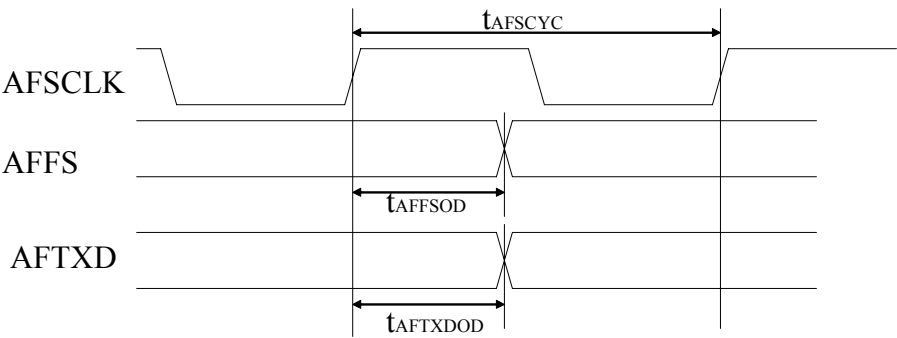 tAFSCYC
AFSCLK
AFFS
tAFFSOD
AFTXD
tAFTXDOD